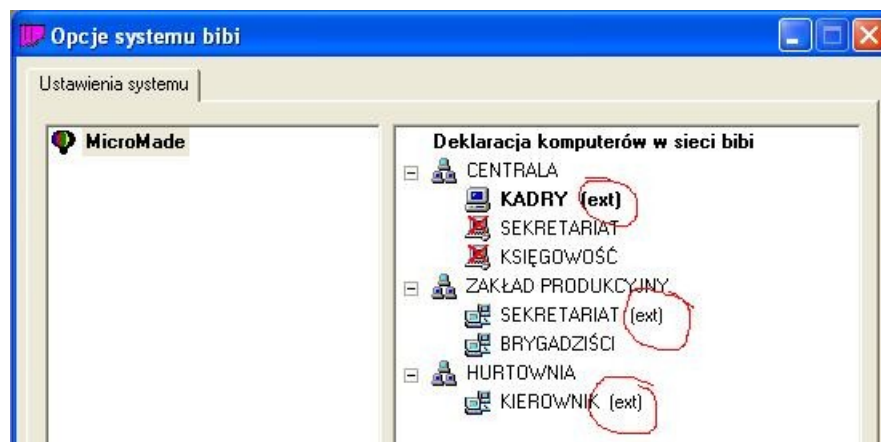 Opcje systemu bibi
Ustawienia systemu
MicroMade
Deklaracja komputerów w sieci bibi
CENTRALA
KADRY (ext)
SEKRETARIAT
KSIĘGOWOŚĆ
ZAKŁAD PRODUKCYJNY
SEKRETARIAT (ext)
BRYGADZIŚCI
HURTOWNIA
KIEROWNIK (ext)